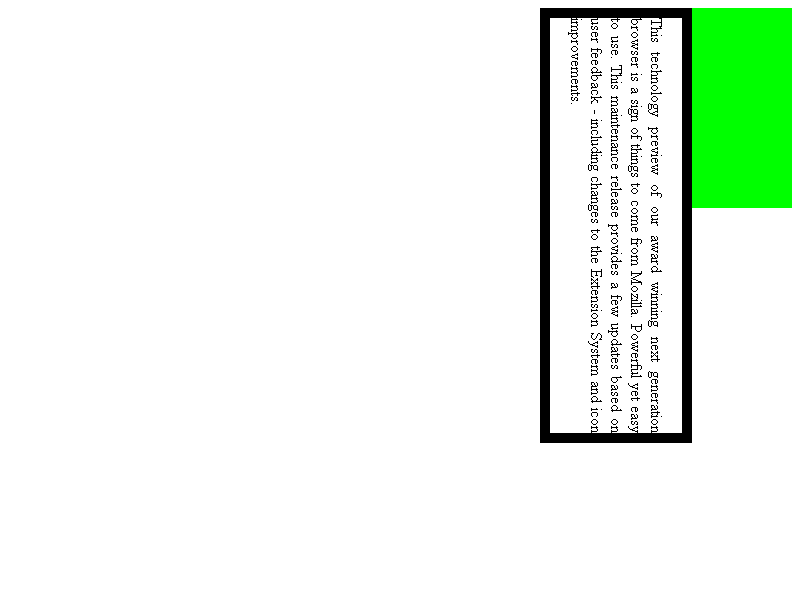 This technology preview of our award winning next generation
browser is a sign of things to come from Mozilla. Powerful yet easy
to use. This maintenance release provides a few updates based on
user feedback - including changes to the Extension System and icon
improvements.